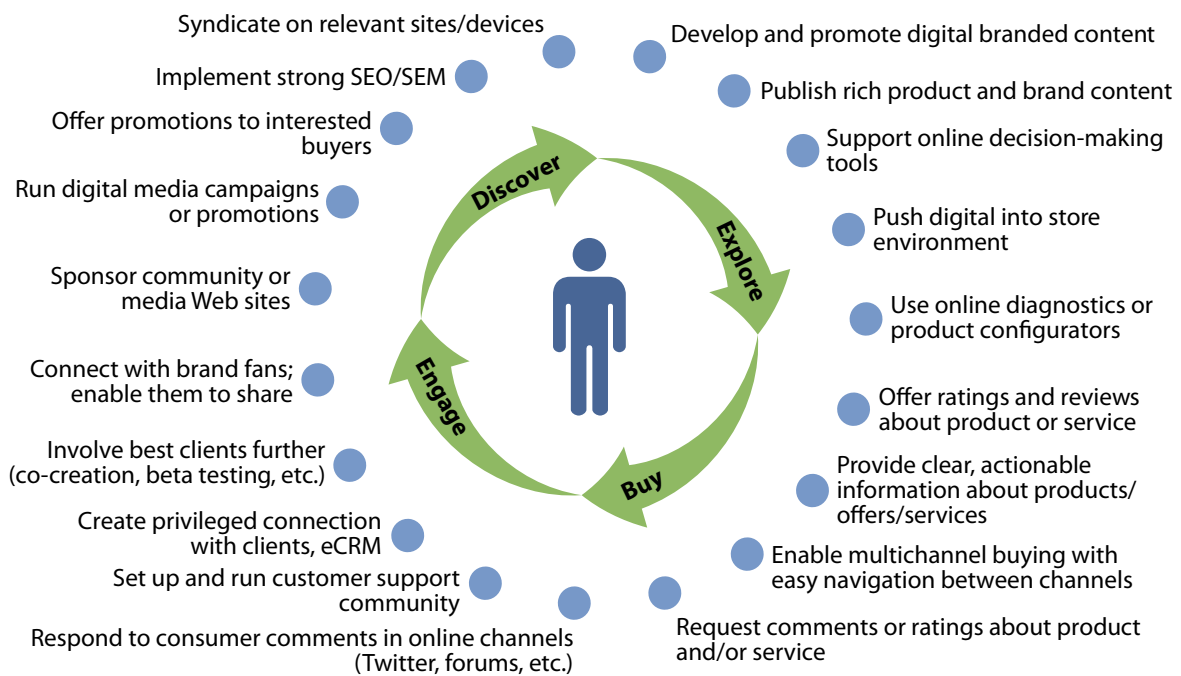 Syndicate on relevant sites/devices
Develop and promote digital branded content
Implement strong SEO/SEM
Publish rich product and brand content
Offer promotions to interested
buyers
Support online decision-making
tools
Run digital media campaigns
or promotions
Push digital into store
environment
Sponsor community or
media Web sites
Use online diagnostics or
product configurators
Connect with brand fans;
enable them to share
Offer ratings and reviews
about product or service
Involve best clients further
(co-creation, beta testing, etc.)
Provide clear, actionable
information about products/
offers/services
Create privileged connection
with clients, eCRM
Enable multichannel buying with
easy navigation between channels
Set up and run customer support
community
Request comments or ratings about product
and/or service
Respond to consumer comments in online channels
(Twitter, forums, etc.)
Discover
Explore
Buy
Engage